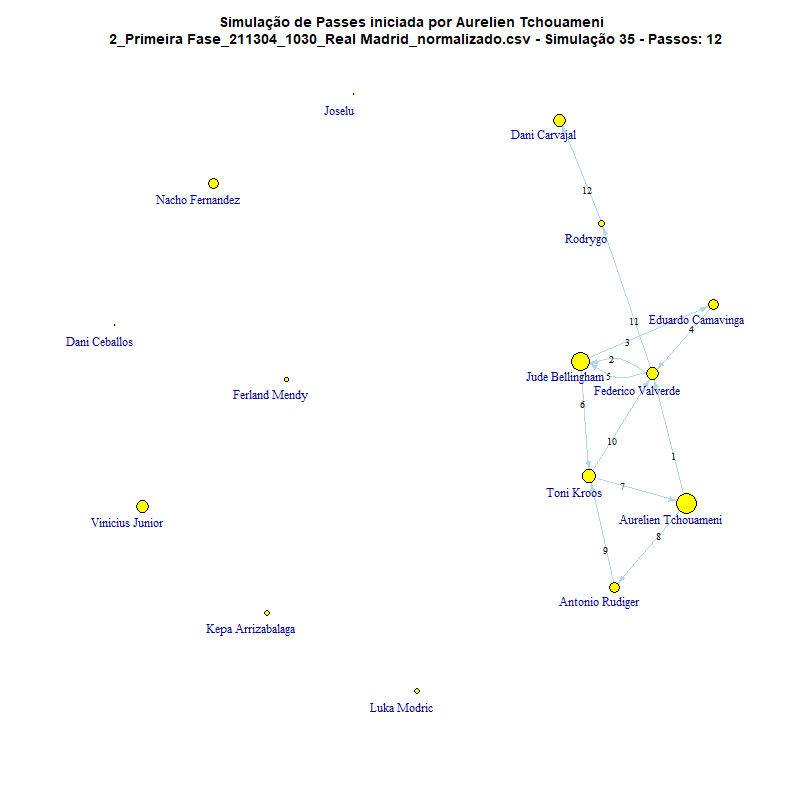 Simulação de Passes iniciada por Aurelien Tchouameni
2_Primeira Fase_211304_1030_Real Madrid_normalizado.csv - Simulação 35 - Passos: 12
Joselu
Dani Carvajal
12
Nacho Fernandez
Rodrygo
11
Eduardo Camavinga
4
Dani Ceballos
3
2
5
Jude Bellingham
Federico Valverde
Ferland Mendy
6
10
1
7
Toni Kroos
Vinicius Junior
Aurelien Tchouameni
8
9
Antonio Rudiger
Kepa Arrizabalaga
Luka Modric